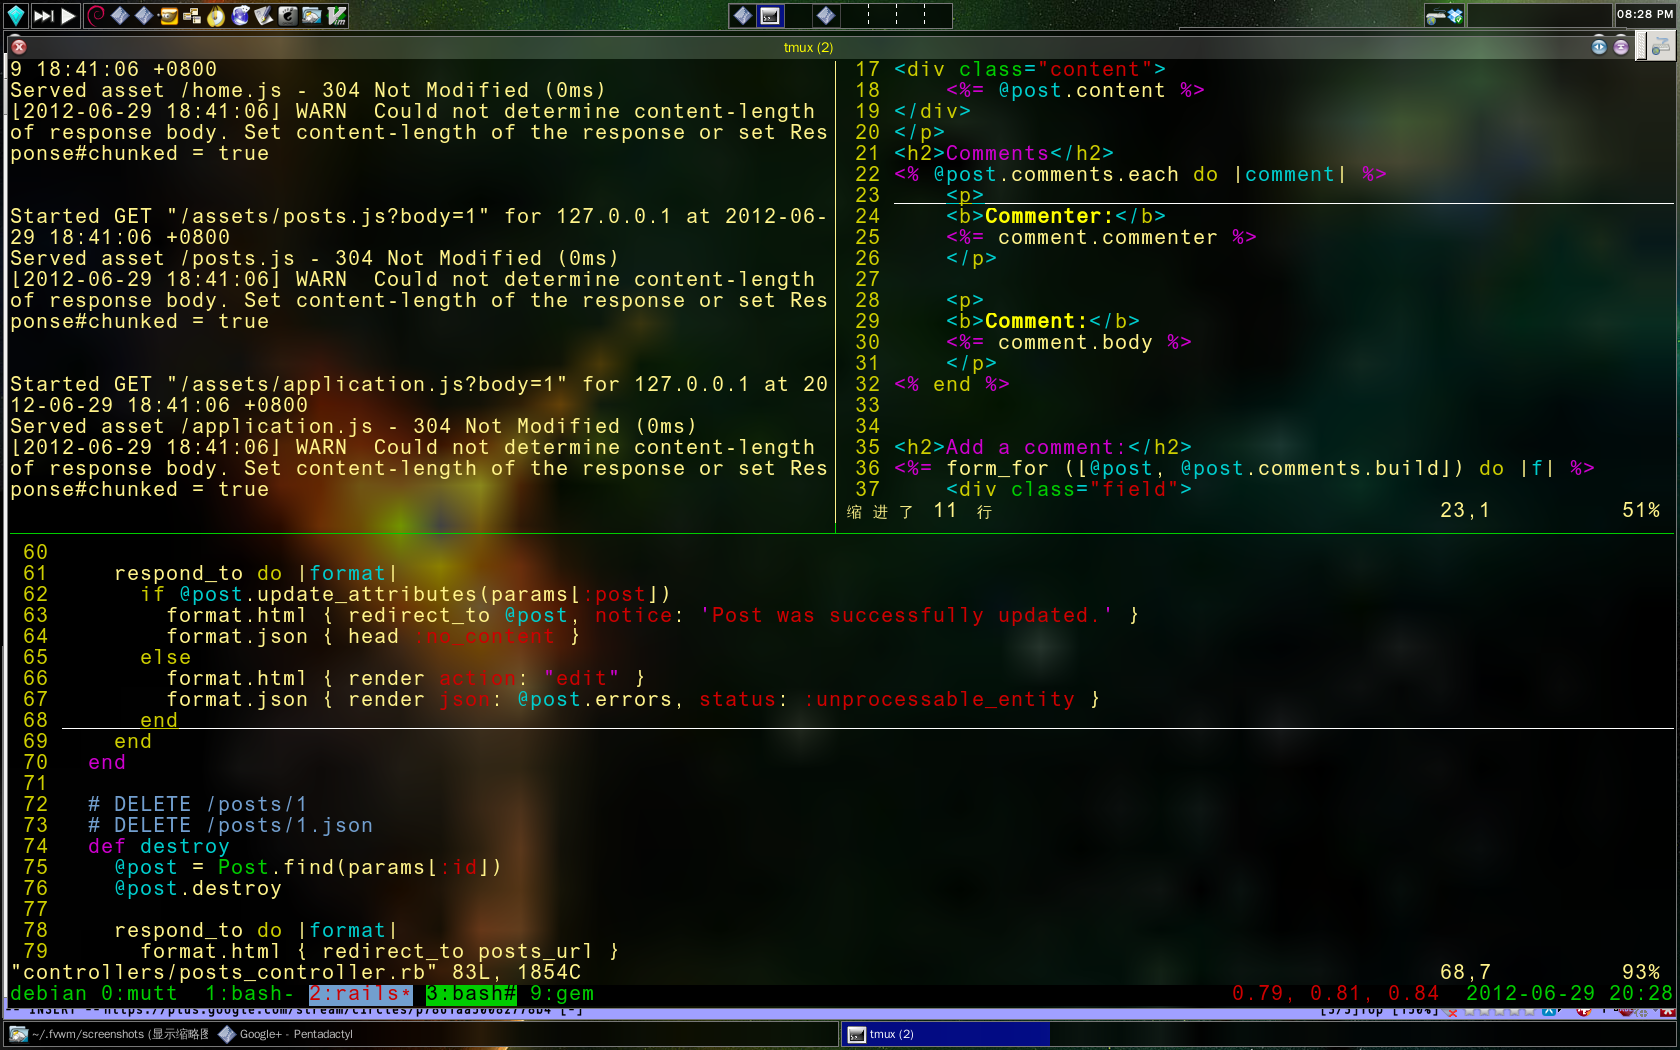 08:28 PM
tmux (2)
9 18:41:06 +0800
Served asset /home.js - 304 Not Modified (0ms)
[2012-06-29 18:41:06] WARN  Could not determine content-length
of response body. Set content-length of the response or set Res
ponse#chunked = true
Started GET "/assets/posts.js?body=1" for 127.0.0.1 at 2012-06-
29 18:41:06 +0800
Served asset /posts.js - 304 Not Modified (0ms)
[2012-06-29 18:41:06] WARN  Could not determine content-length
of response body. Set content-length of the response or set Res
ponse#chunked = true
Started GET "/assets/application.js?body=1" for 127.0.0.1 at 20
12-06-29 18:41:06 +0800
Served asset /application.js - 304 Not Modified (0ms)
[2012-06-29 18:41:06] WARN  Could not determine content-length
of response body. Set content-length of the response or set Res
ponse#chunked = true
17 <div class="content">
18     <%= @post.content %>
19 </div>
20 </p>
21 <h2>Comments</h2>
22 <% @post.comments.each do |comment| %>
23     <p>
24     <b>Commenter:</b>
25     <%= comment.commenter %>
26     </p>
27
28     <p>
29     <b>Comment:</b>
30     <%= comment.body %>
31     </p>
32 <% end %>
33
34
35 <h2>Add a comment:</h2>
36 <%= form_for ([@post, @post.comments.build]) do |f| %>
37     <div class="field">
缩进了 11 行 23,1 51%
60
61     respond_to do |format|
62       if @post.update_attributes(params[:post])
63         format.html { redirect_to @post, notice: 'Post was successfully updated.' }
64         format.json { head :no_content }
65       else
66         format.html { render action: "edit" }
67         format.json { render json: @post.errors, status: :unprocessable_entity }
68       end
69     end
70   end
71
72   # DELETE /posts/1
73   # DELETE /posts/1.json
74   def destroy
75     @post = Post.find(params[:id])
76     @post.destroy
77
78     respond_to do |format|
79       format.html { redirect_to posts_url }
"controllers/posts_controller.rb" 83L, 1854C 68,7 93%
debian 0:mutt  1:bash- 2:rails* 3:bash# 9:gem 0.79, 0.81, 0.84  2012-06-29 20:28
~/.fvwm/screenshots (显示缩略图 Google+ - Pentadactyl tmux (2)